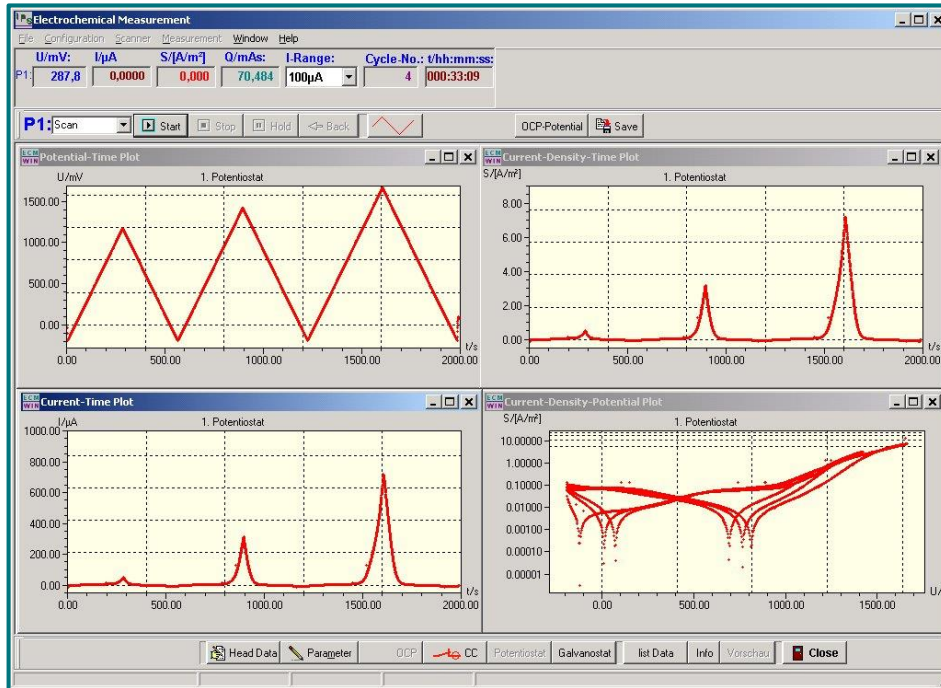 Electrochemical Measurement
File Configuration Scanner Measurement Window Help
U/mV: I/µA S/[A/m²] Q/mAs: I-Range: Cycle-No.: t/hh:mm:ss:
P1: 287,8 0,0000 0,000 70,484 100µA 4 000:33:09
P1: Scan Start Stop Hold Back OCP-Potential Save
ECM WIN Potential-Time Plot
U/mV 1. Potentiostat
1500.00
1000.00
500.00
0.00
t/s
0.00 500.00 1000.00 1500.00 2000.00
ECM WIN Current-Density-Time Plot
S/[A/m²] 1. Potentiostat
8.00
6.00
4.00
2.00
0.00
t/s
0.00 500.00 1000.00 1500.00 2000.00
ECM WIN Current-Time Plot
I/µA 1. Potentiostat
1000.00
800.00
600.00
400.00
200.00
0.00
t/s
0.00 500.00 1000.00 1500.00 2000.00
ECM WIN Current-Density-Potential Plot
S/[A/m²] 1. Potentiostat
10.00000
1.00000
0.10000
0.01000
0.00100
0.00010
0.00001
U/
0.00 500.00 1000.00 1500.00
Head Data Parameter OCP CC Potentiostat Galvanostat list Data Info Vorschau Close